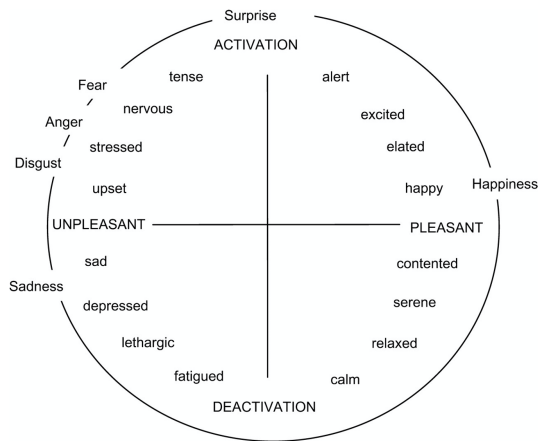 Surprise
ACTIVATION
tense
alert
Fear
nervous
excited
Anger
stressed
elated
Disgust
upset
happy
Happiness
UNPLEASANT
PLEASANT
sad
contented
Sadness
depressed
serene
lethargic
relaxed
fatigued
calm
DEACTIVATION